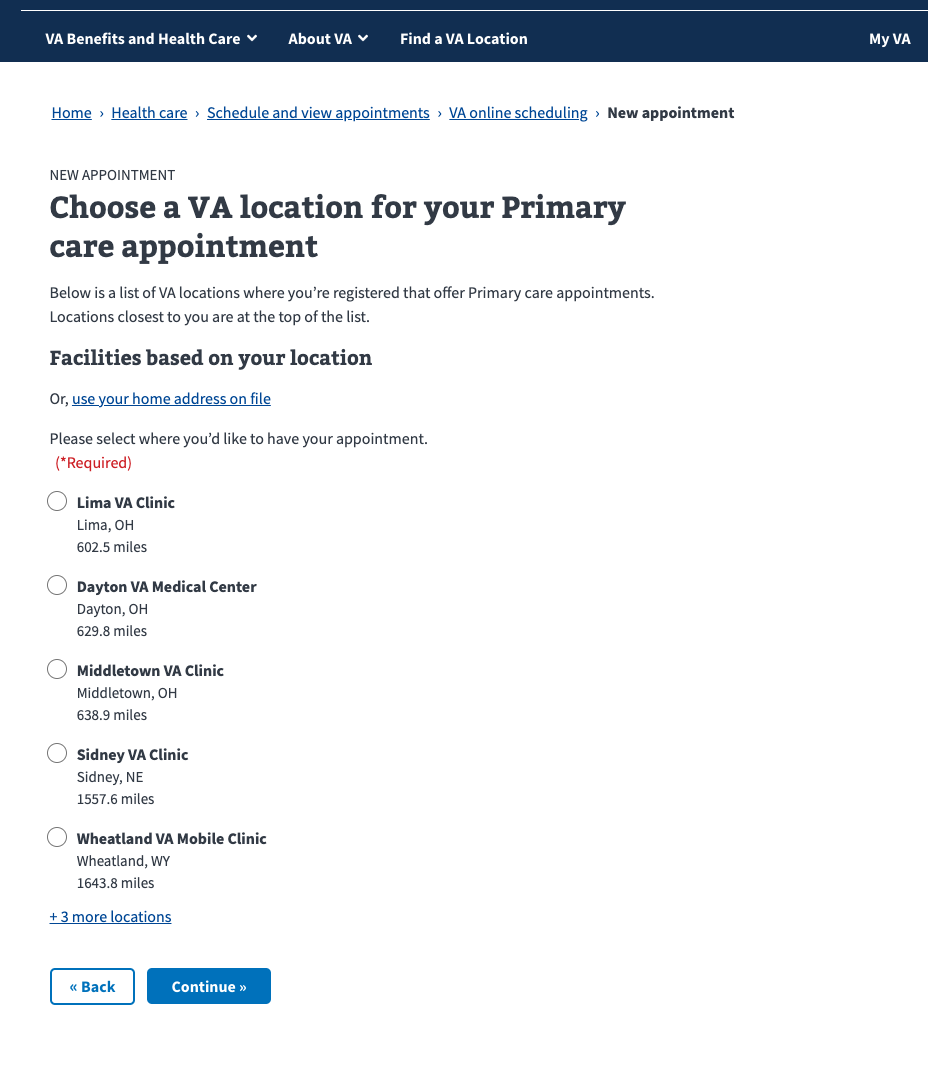 VA Benefits and Health Care About VA Find a VA Location My VA
Home › Health care › Schedule and view appointments › VA online scheduling › New appointment
NEW APPOINTMENT
Choose a VA location for your Primary
care appointment
Below is a list of VA locations where you’re registered that offer Primary care appointments.
Locations closest to you are at the top of the list.
Facilities based on your location
Or, use your home address on file
Please select where you’d like to have your appointment.
(*Required)
Lima VA Clinic
Lima, OH
602.5 miles
Dayton VA Medical Center
Dayton, OH
629.8 miles
Middletown VA Clinic
Middletown, OH
638.9 miles
Sidney VA Clinic
Sidney, NE
1557.6 miles
Wheatland VA Mobile Clinic
Wheatland, WY
1643.8 miles
+ 3 more locations
« Back Continue »